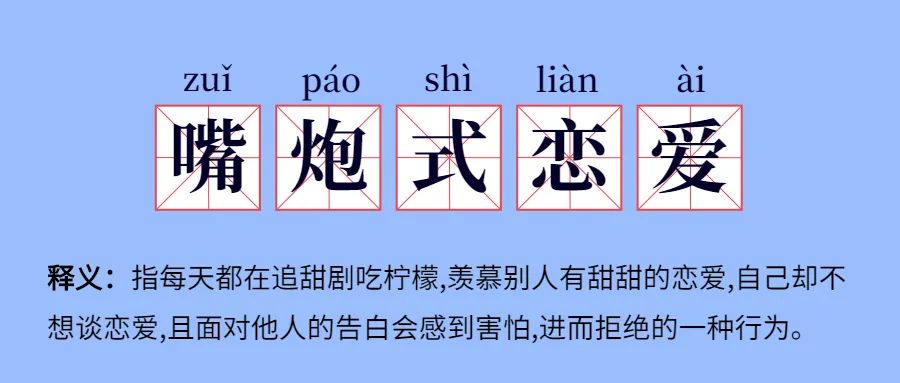 zuǐ páo shì liàn ài
嘴炮式恋爱
释义：指每天都在追甜剧吃柠檬,羡慕别人有甜甜的恋爱,自己却不
想谈恋爱,且面对他人的告白会感到害怕,进而拒绝的一种行为。